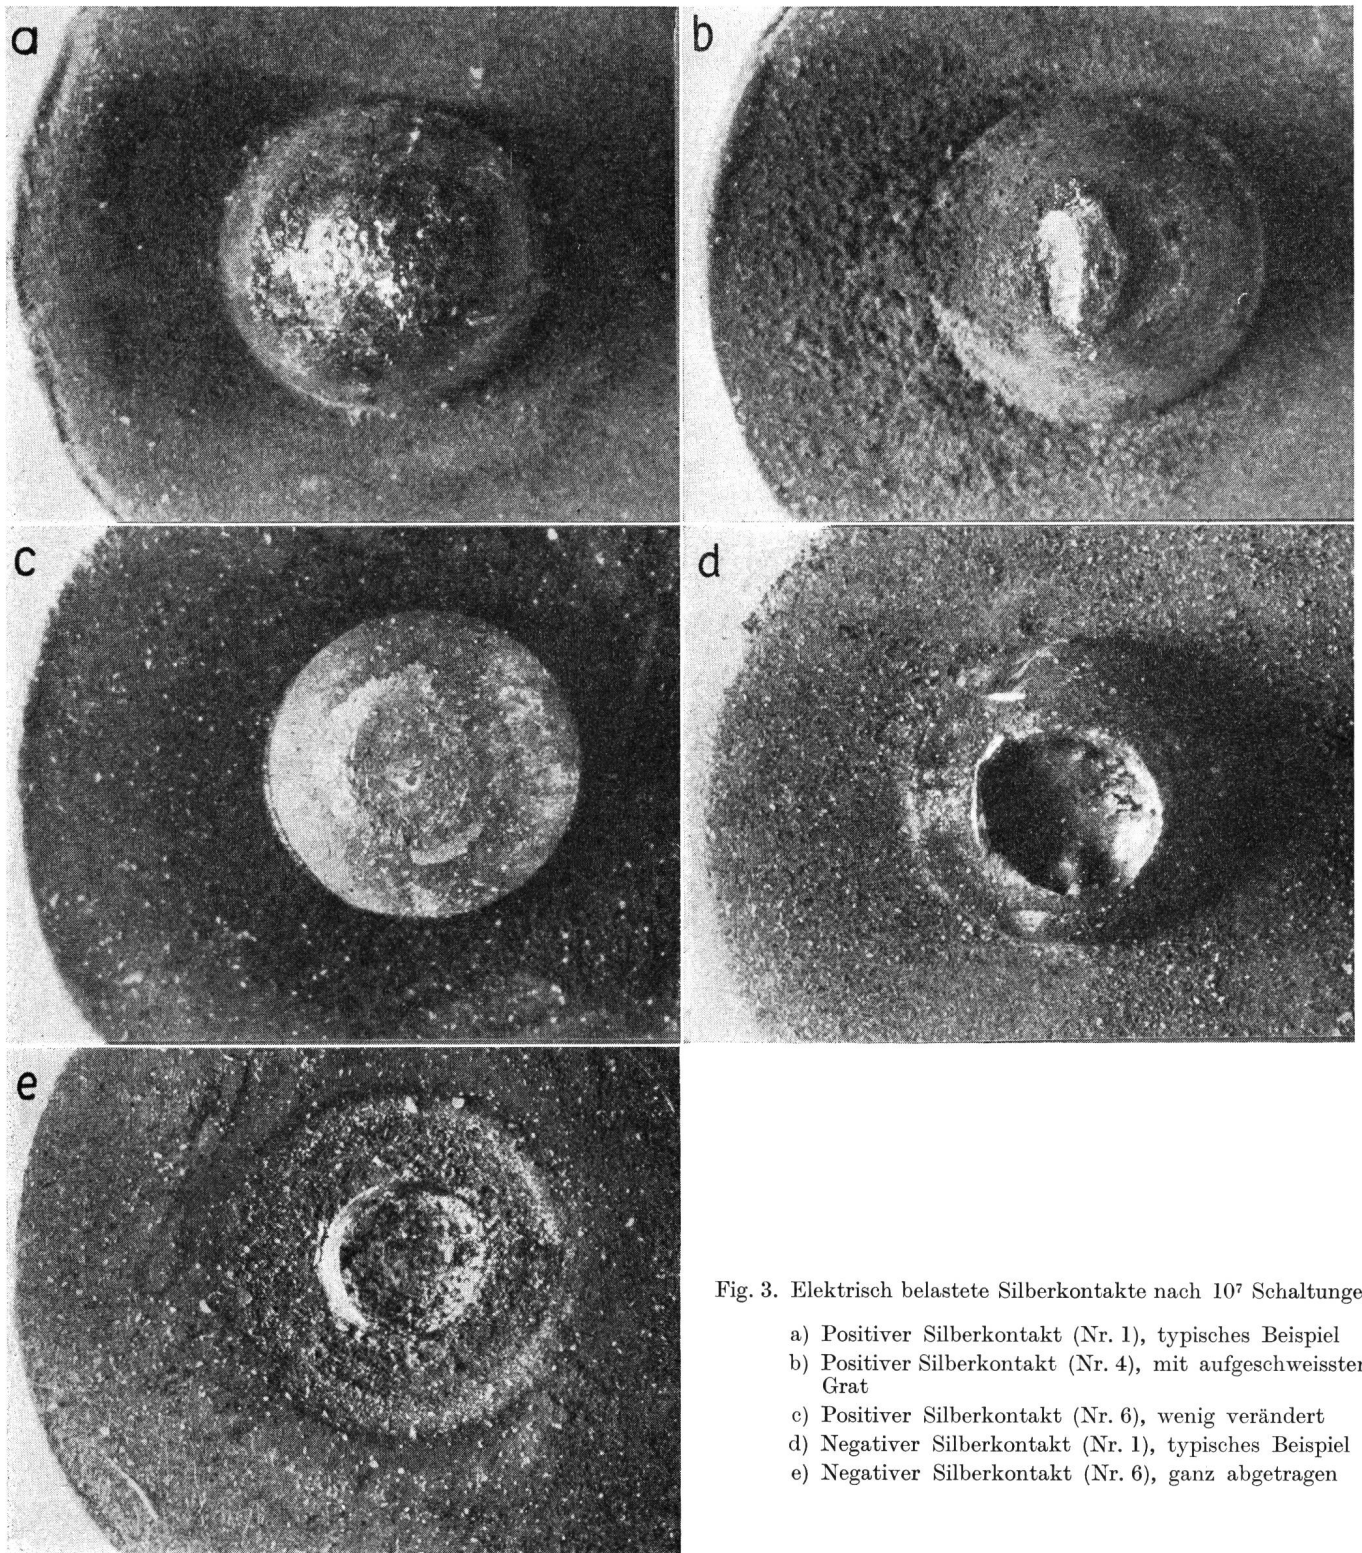 a
b
c
d
e
Fig. 3. Elektrisch belastete Silberkontakte nach 10⁷ Schaltunge
a) Positiver Silberkontakt (Nr. 1), typisches Beispiel
b) Positiver Silberkontakt (Nr. 4), mit aufgeschweisster
Grat
c) Positiver Silberkontakt (Nr. 6), wenig verändert
d) Negativer Silberkontakt (Nr. 1), typisches Beispiel
e) Negativer Silberkontakt (Nr. 6), ganz abgetragen